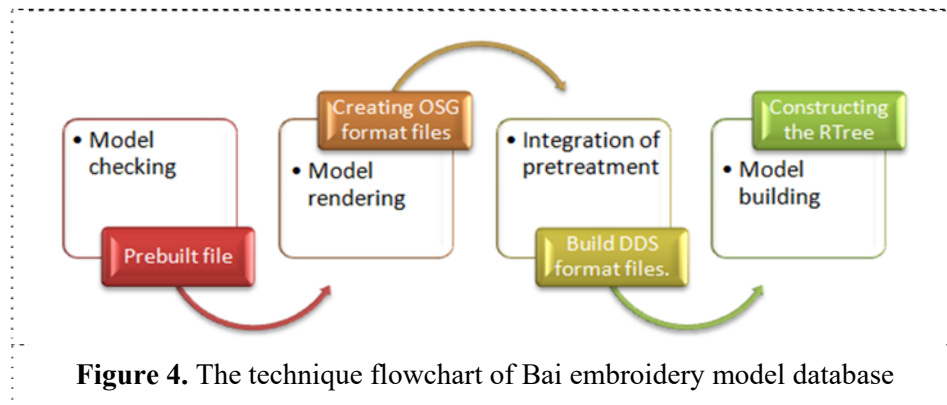 • Model
checking
Prebuilt file
Creating OSG
format files
• Model
rendering
• Integration of
pretreatment
Build DDS
format files.
Constructing
the RTree
• Model
building
Figure 4. The technique flowchart of Bai embroidery model database